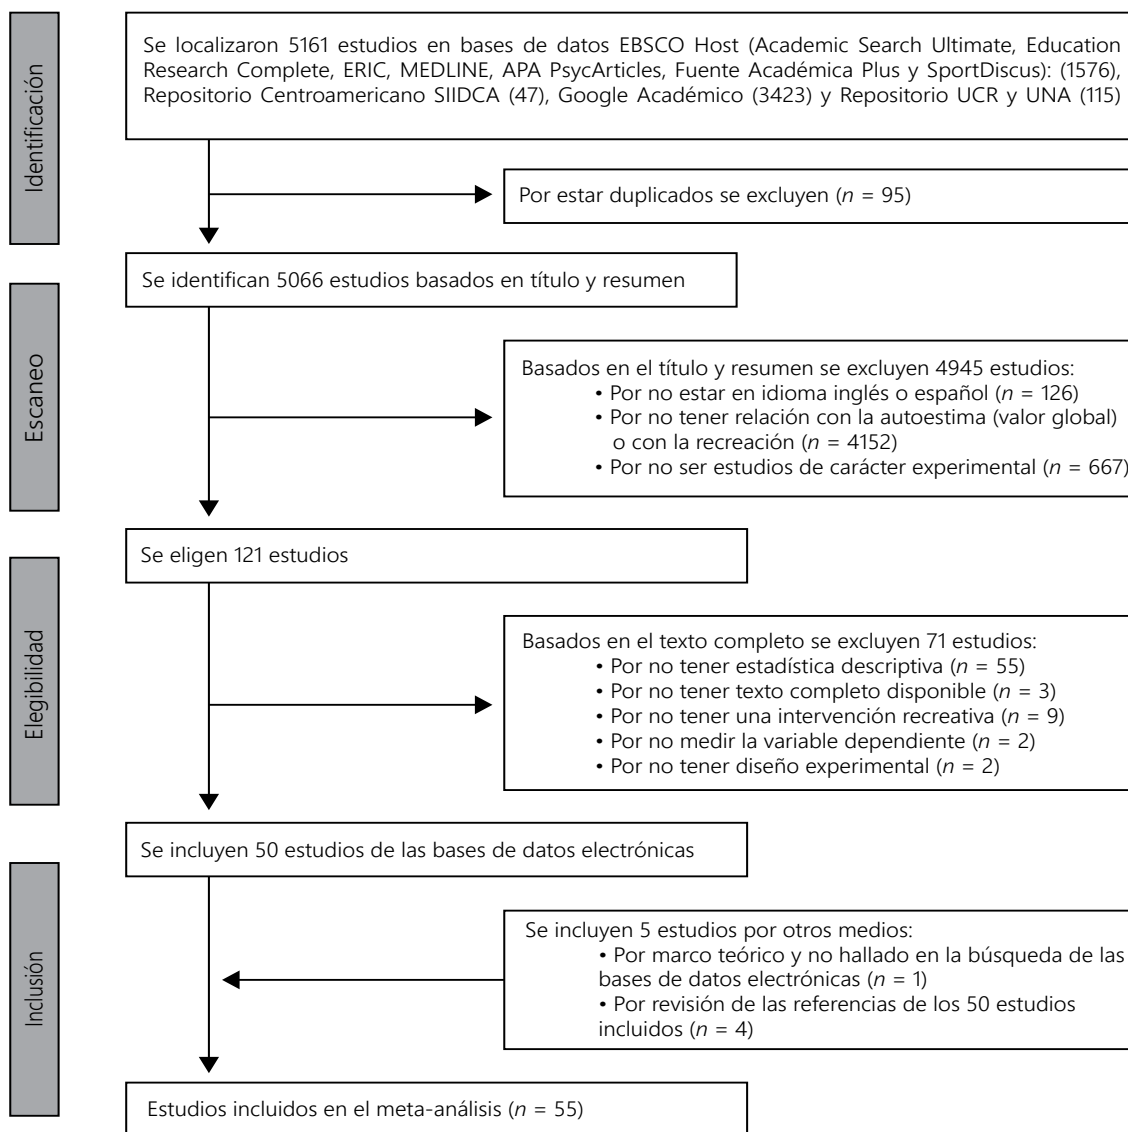 Identificación
Se localizaron 5161 estudios en bases de datos EBSCO Host (Academic Search Ultimate, Education
Research Complete, ERIC, MEDLINE, APA PsycArticles, Fuente Académica Plus y SportDiscus): (1576),
Repositorio Centroamericano SIIDCA (47), Google Académico (3423) y Repositorio UCR y UNA (115)
Por estar duplicados se excluyen (n = 95)
Se identifican 5066 estudios basados en título y resumen
Escaneo
Basados en el título y resumen se excluyen 4945 estudios:
• Por no estar en idioma inglés o español (n = 126)
• Por no tener relación con la autoestima (valor global)
o con la recreación (n = 4152)
• Por no ser estudios de carácter experimental (n = 667)
Se eligen 121 estudios
Elegibilidad
Basados en el texto completo se excluyen 71 estudios:
• Por no tener estadística descriptiva (n = 55)
• Por no tener texto completo disponible (n = 3)
• Por no tener una intervención recreativa (n = 9)
• Por no medir la variable dependiente (n = 2)
• Por no tener diseño experimental (n = 2)
Se incluyen 50 estudios de las bases de datos electrónicas
Inclusión
Se incluyen 5 estudios por otros medios:
• Por marco teórico y no hallado en la búsqueda de las
bases de datos electrónicas (n = 1)
• Por revisión de las referencias de los 50 estudios
incluidos (n = 4)
Estudios incluidos en el meta-análisis (n = 55)